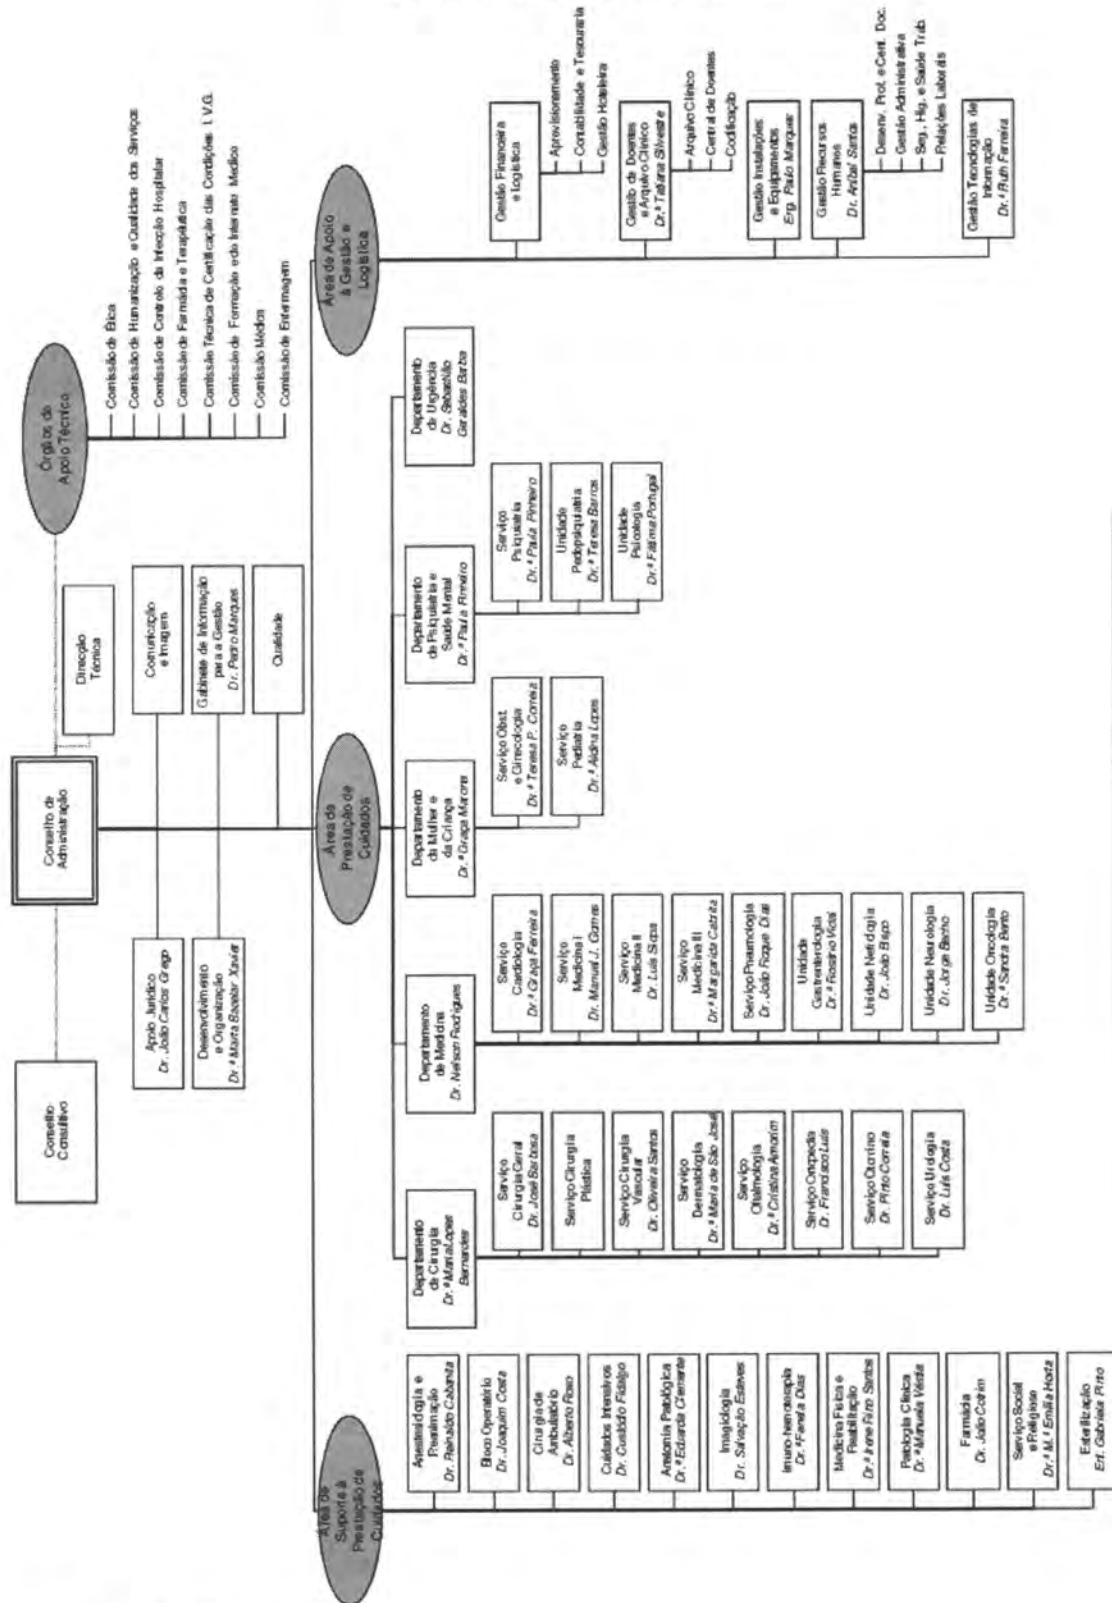 Conselho
Consultivo
Conselho de
Administração
Direcção
Técnica
Órgãos de
Apoio Técnico
Comissão de Ética
Comissão de Humanização e Qualidade dos Serviços
Comissão de Controlo da Infecção Hospitalar
Comissão de Farmácia e Terapêutica
Comissão Técnica de Certificação das Condições I.V.G.
Comissão de Formação e do Internato Médico
Comissão Médica
Comissão de Enfermagem
Apoio Jurídico
Dr. João Carlos Grego
Desenvolvimento
e Organização
Dr.ª Marta Bacelar Xavier
Comunicação
e Imagem
Gabinete de Informação
para a Gestão
Dr. Pedro Marques
Qualidade
Área de
Suporte à
Prestação de
Cuidados
Anestesiologia e
Reanimação
Dr. Reinaldo Cabanita
Bloco Operatório
Dr. Joaquim Costa
Cirurgia de
Ambulatório
Dr. Alberto Roxo
Cuidados Intensivos
Dr. Custódio Fidalgo
Anatomia Patológica
Dr.ª Eduarda Clemente
Imagiologia
Dr. Salvação Esteves
Imuno-hemoterapia
Dr.ª Fanélia Dias
Medicina Física e
Reabilitação
Dr.ª Irene Santos
Patologia Clínica
Dr.ª Manuela
Farmácia
Dr. João Cotrim
Serviço Social
e Religioso
Dr.ª M.ª Emília Horta
Esterilização
Enf. Gabriela Pinto
Área de
Prestação de
Cuidados
Departamento
de Cirurgia
Dr.ª Maria Lopes
Bernardes
Serviço
Cirurgia Geral
Dr. José Barbosa
Serviço Cirurgia
Plástica
Serviço Cirurgia
Vascular
Dr. Oliveira Santos
Serviço
Dermatologia
Dr.ª Maria de São José
Serviço
Oftalmologia
Dr.ª Cristina Amorim
Serviço Ortopedia
Dr. Francisco Luís
Serviço Otorrino
Dr. Pinto Correia
Serviço Urologia
Dr. Luís Costa
Departamento
de Medicina
Dr. Nelson Rodrigues
Serviço
Cardiologia
Dr.ª Graça Ferreira
Serviço
Medicina I
Dr. Manuel J. Gomes
Serviço
Medicina II
Dr. Luís
Serviço
Medicina III
Dr.ª Margarida Cabrita
Serviço Pneumologia
Dr. João Roque Dias
Unidade
Gastrenterologia
Dr.ª Rosário Vidal
Unidade Nefrologia
Dr. João Bispo
Unidade Neurologia
Dr. Jorge
Unidade Oncologia
Dr.ª Sandra Bento
Departamento
da Mulher e
da Criança
Dr.ª Graça
Serviço Obst.
e Ginecologia
Dr.ª Teresa P. Correia
Serviço
Pediatria
Dr.ª Aldina Lopes
Departamento
de Psiquiatria e
Saúde Mental
Dr.ª Paula Pinheiro
Serviço
Psiquiatria
Dr.ª Paula Pinheiro
Unidade
Pedopsiquiatria
Dr.ª Teresa Barros
Unidade
Psicologia
Dr.ª Fátima Portugal
Departamento
de Urgência
Dr. Sebastião
Geraldes Barba
Área de Apoio
à Gestão e
Logística
Gestão Financeira
e Logística
Aprovisionamento
Contabilidade e Tesouraria
Gestão Hoteleira
Gestão de Doentes
e Arquivo Clínico
Dr.ª Tatiana Silvestre
Arquivo Clínico
Central de Doentes
Codificação
Gestão Instalações
e Equipamentos
Eng. Paulo Marques
Gestão Recursos
Humanos
Dr. Aníbal Santos
Desenv. Prof. e Cent. Doc.
Gestão Administrativa
Seg., Hig. e Saúde Trab.
Relações Laborais
Gestão Tecnologias de
Informação
Dr.ª Ruth Ferreira